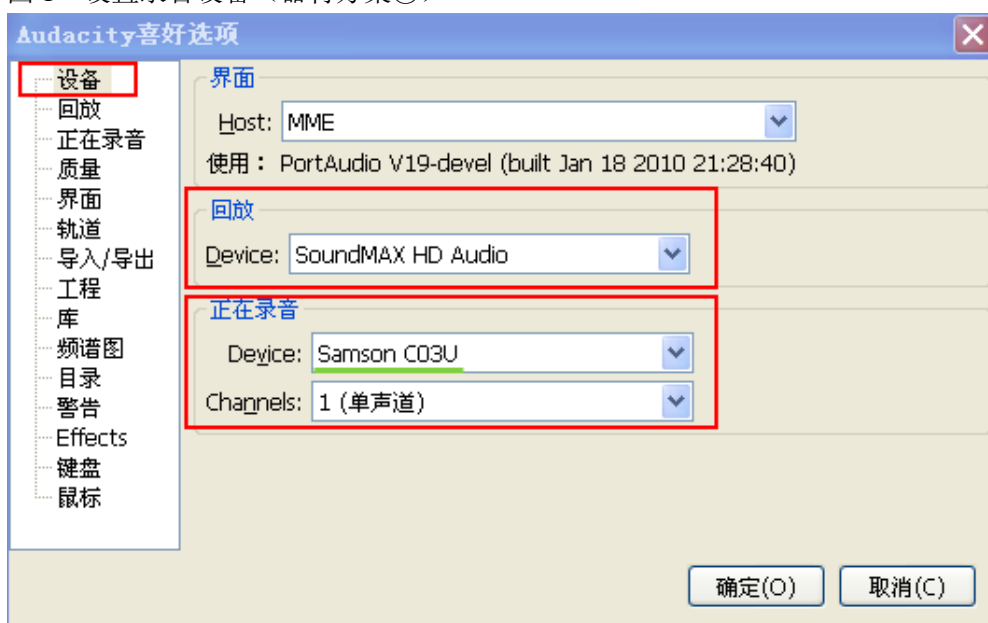 Audacity喜好选项
设备
回放
正在录音
质量
界面
轨道
导入/导出
工程
库
频谱图
目录
警告
Effects
键盘
鼠标
界面
Host: MME
使用： PortAudio V19-devel (built Jan 18 2010 21:28:40)
回放
Device: SoundMAX HD Audio
正在录音
Device: Samson C03U
Channels: 1 (单声道)
确定(O) 取消(C)